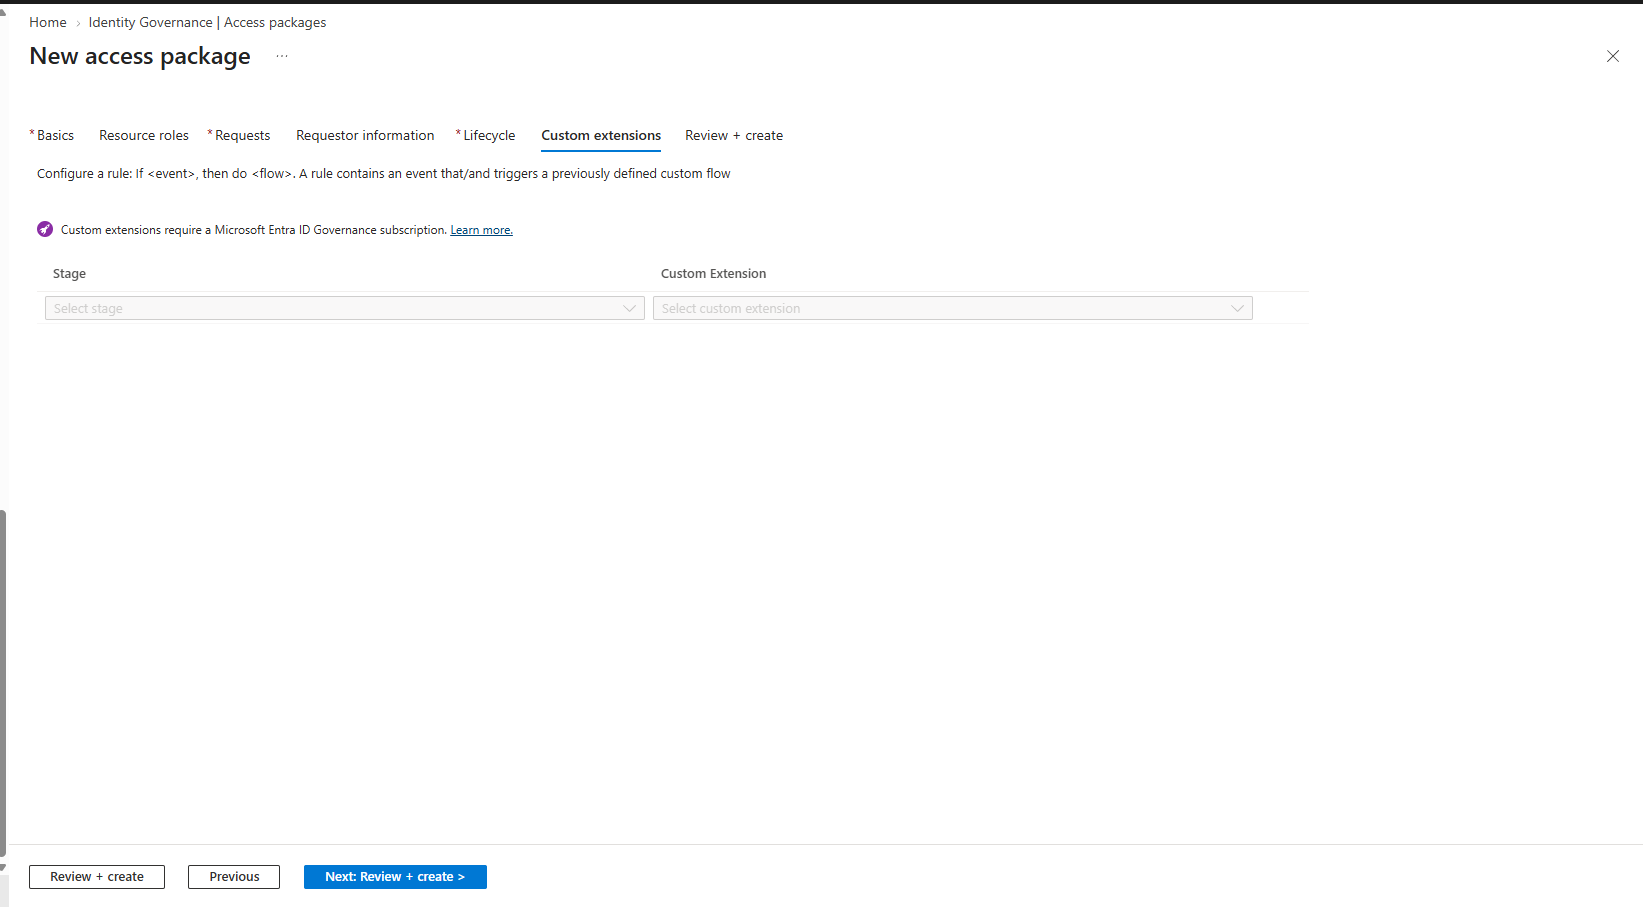 Home > Identity Governance | Access packages
New access package ...
*Basics Resource roles *Requests Requestor information *Lifecycle Custom extensions Review + create
Configure a rule: If <event>, then do <flow>. A rule contains an event that/and triggers a previously defined custom flow
Custom extensions require a Microsoft Entra ID Governance subscription. Learn more.
Stage Custom Extension
Select stage Select custom extension
Review + create Previous Next: Review + create >